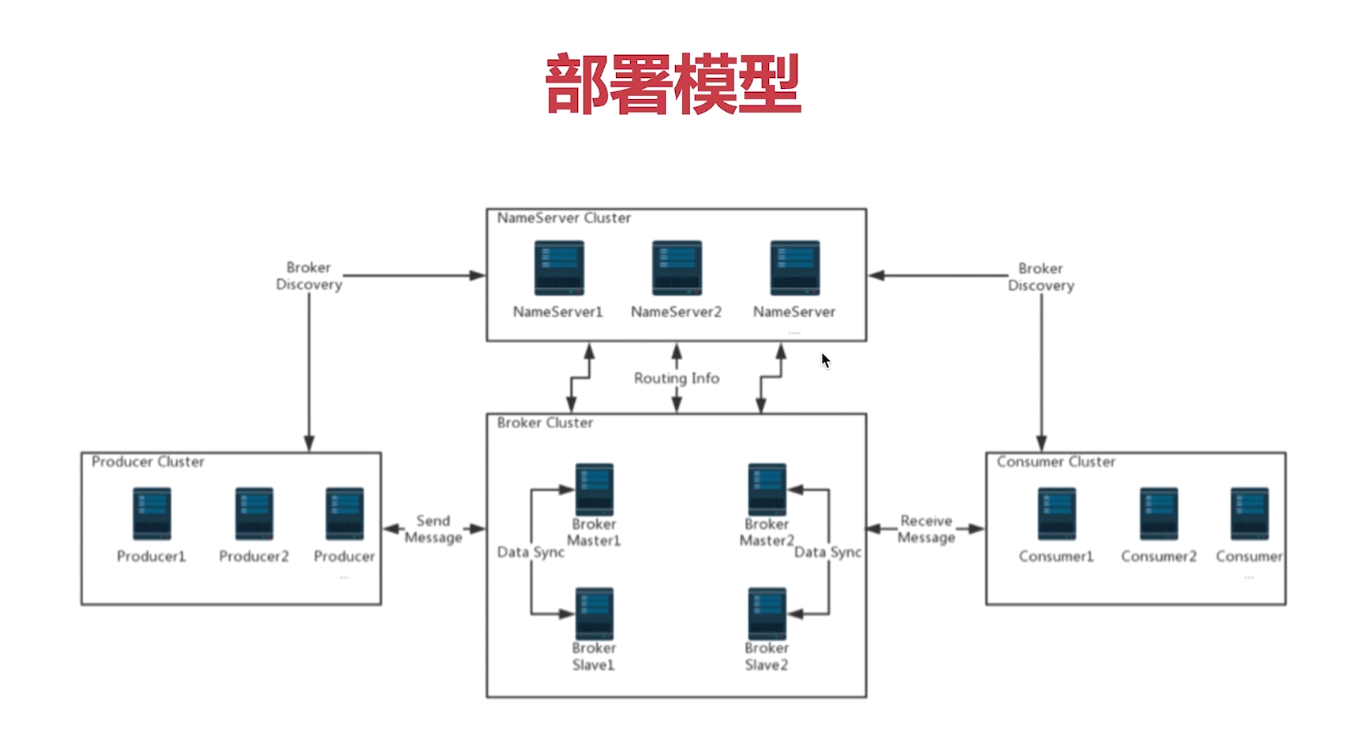 部署模型
NameServer Cluster
NameServer1
NameServer2
NameServer
....
Broker
Discovery
Broker
Discovery
Routing Info
Producer Cluster
Producer1
Producer2
Producer
...
Send
Message
Broker Cluster
Broker
Master1
Broker
Master2
Data Sync
Data Sync
Broker
Slave1
Broker
Slave2
Receive
Message
Consumer Cluster
Consumer1
Consumer2
Consumer
...